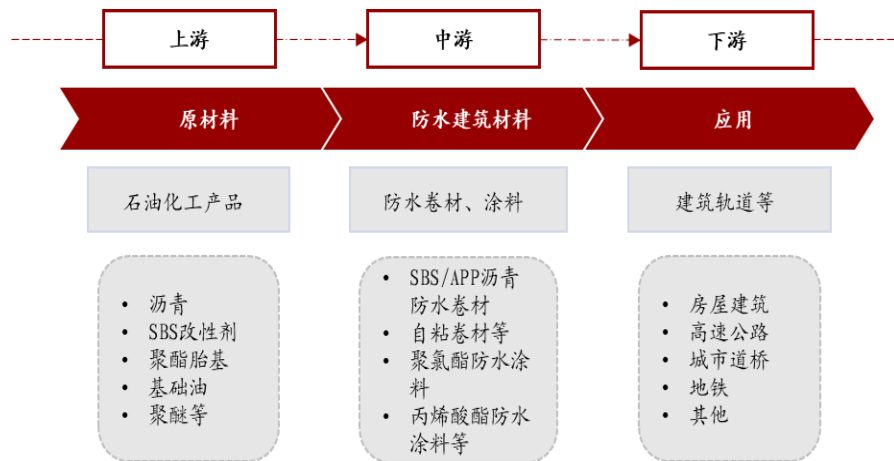 上游
中游
下游
原材料
防水建筑材料
应用
石油化工产品
防水卷材、涂料
建筑轨道等
• 沥青
• SBS改性剂
• 聚酯胎基
• 基础油
• 聚醚等
• SBS/APP沥青
防水卷材
• 自粘卷材等
• 聚氯酯防水涂
料
• 丙烯酸酯防水
涂料等
• 房屋建筑
• 高速公路
• 城市道桥
• 地铁
• 其他